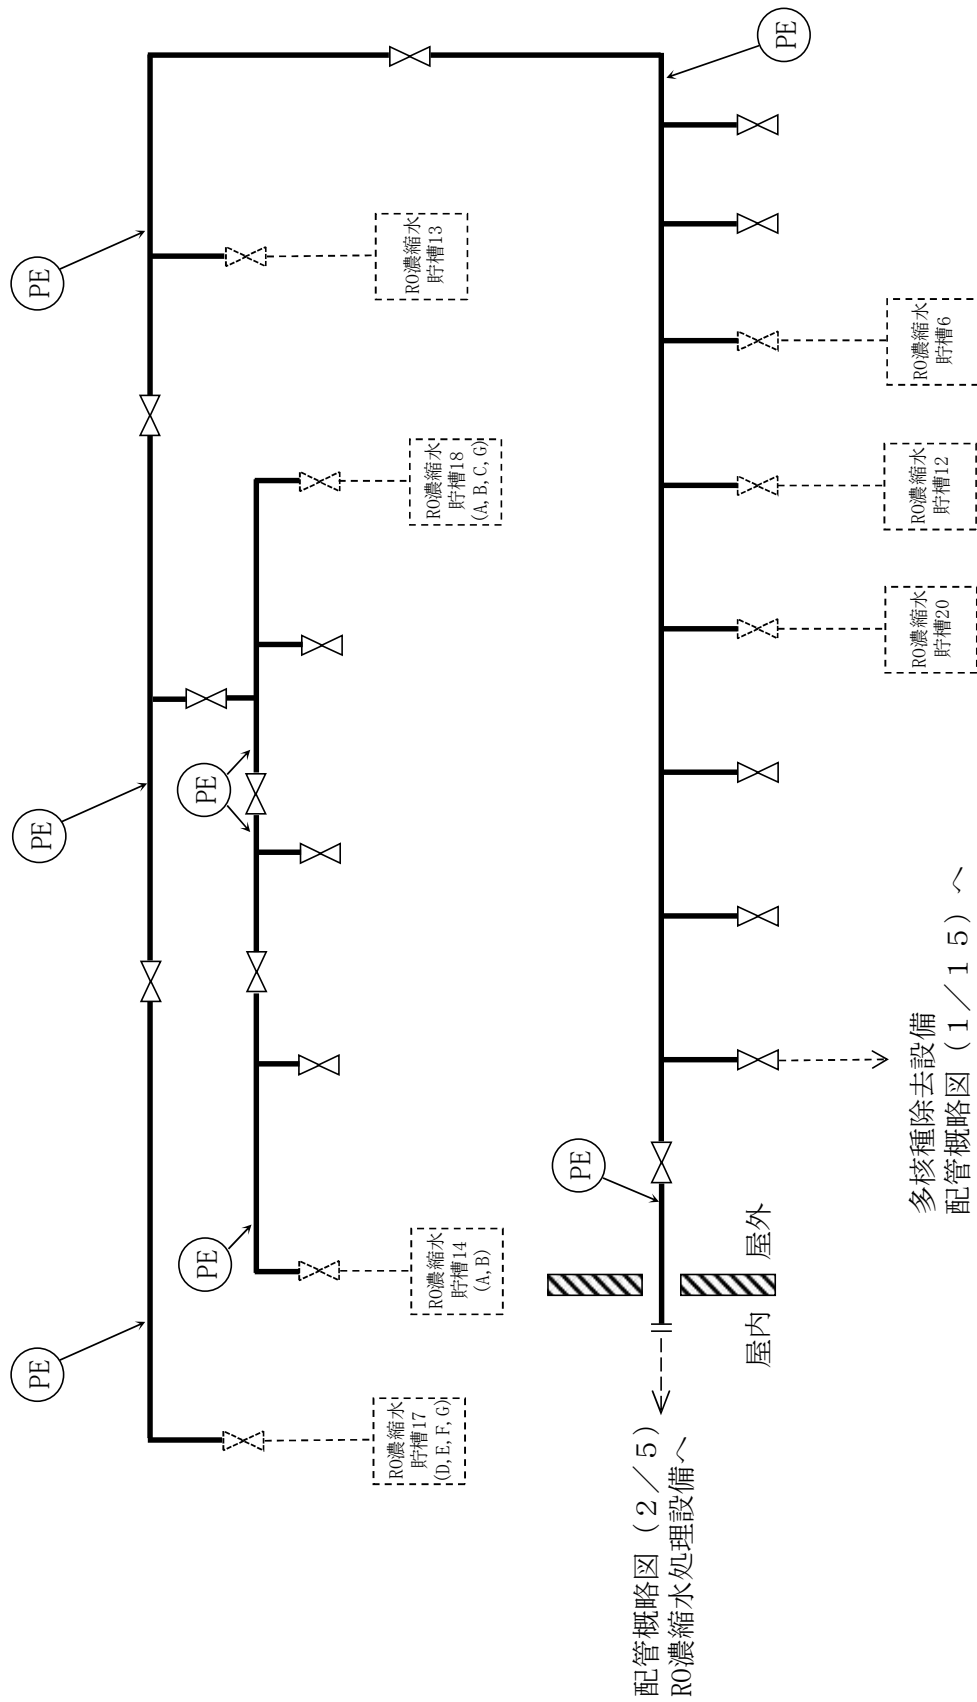 PE
PE
PE
RO濃縮水
貯槽17
(D,E,F,G)
RO濃縮水
貯槽13
PE
PE
RO濃縮水
貯槽14
(A,B)
RO濃縮水
貯槽18
(A,B,C,G)
PE
PE
配管概略図（2／5）
RO濃縮水処理設備へ
屋内
屋外
RO濃縮水
貯槽20
RO濃縮水
貯槽12
RO濃縮水
貯槽6
多核種除去設備
配管概略図（1／15）へ